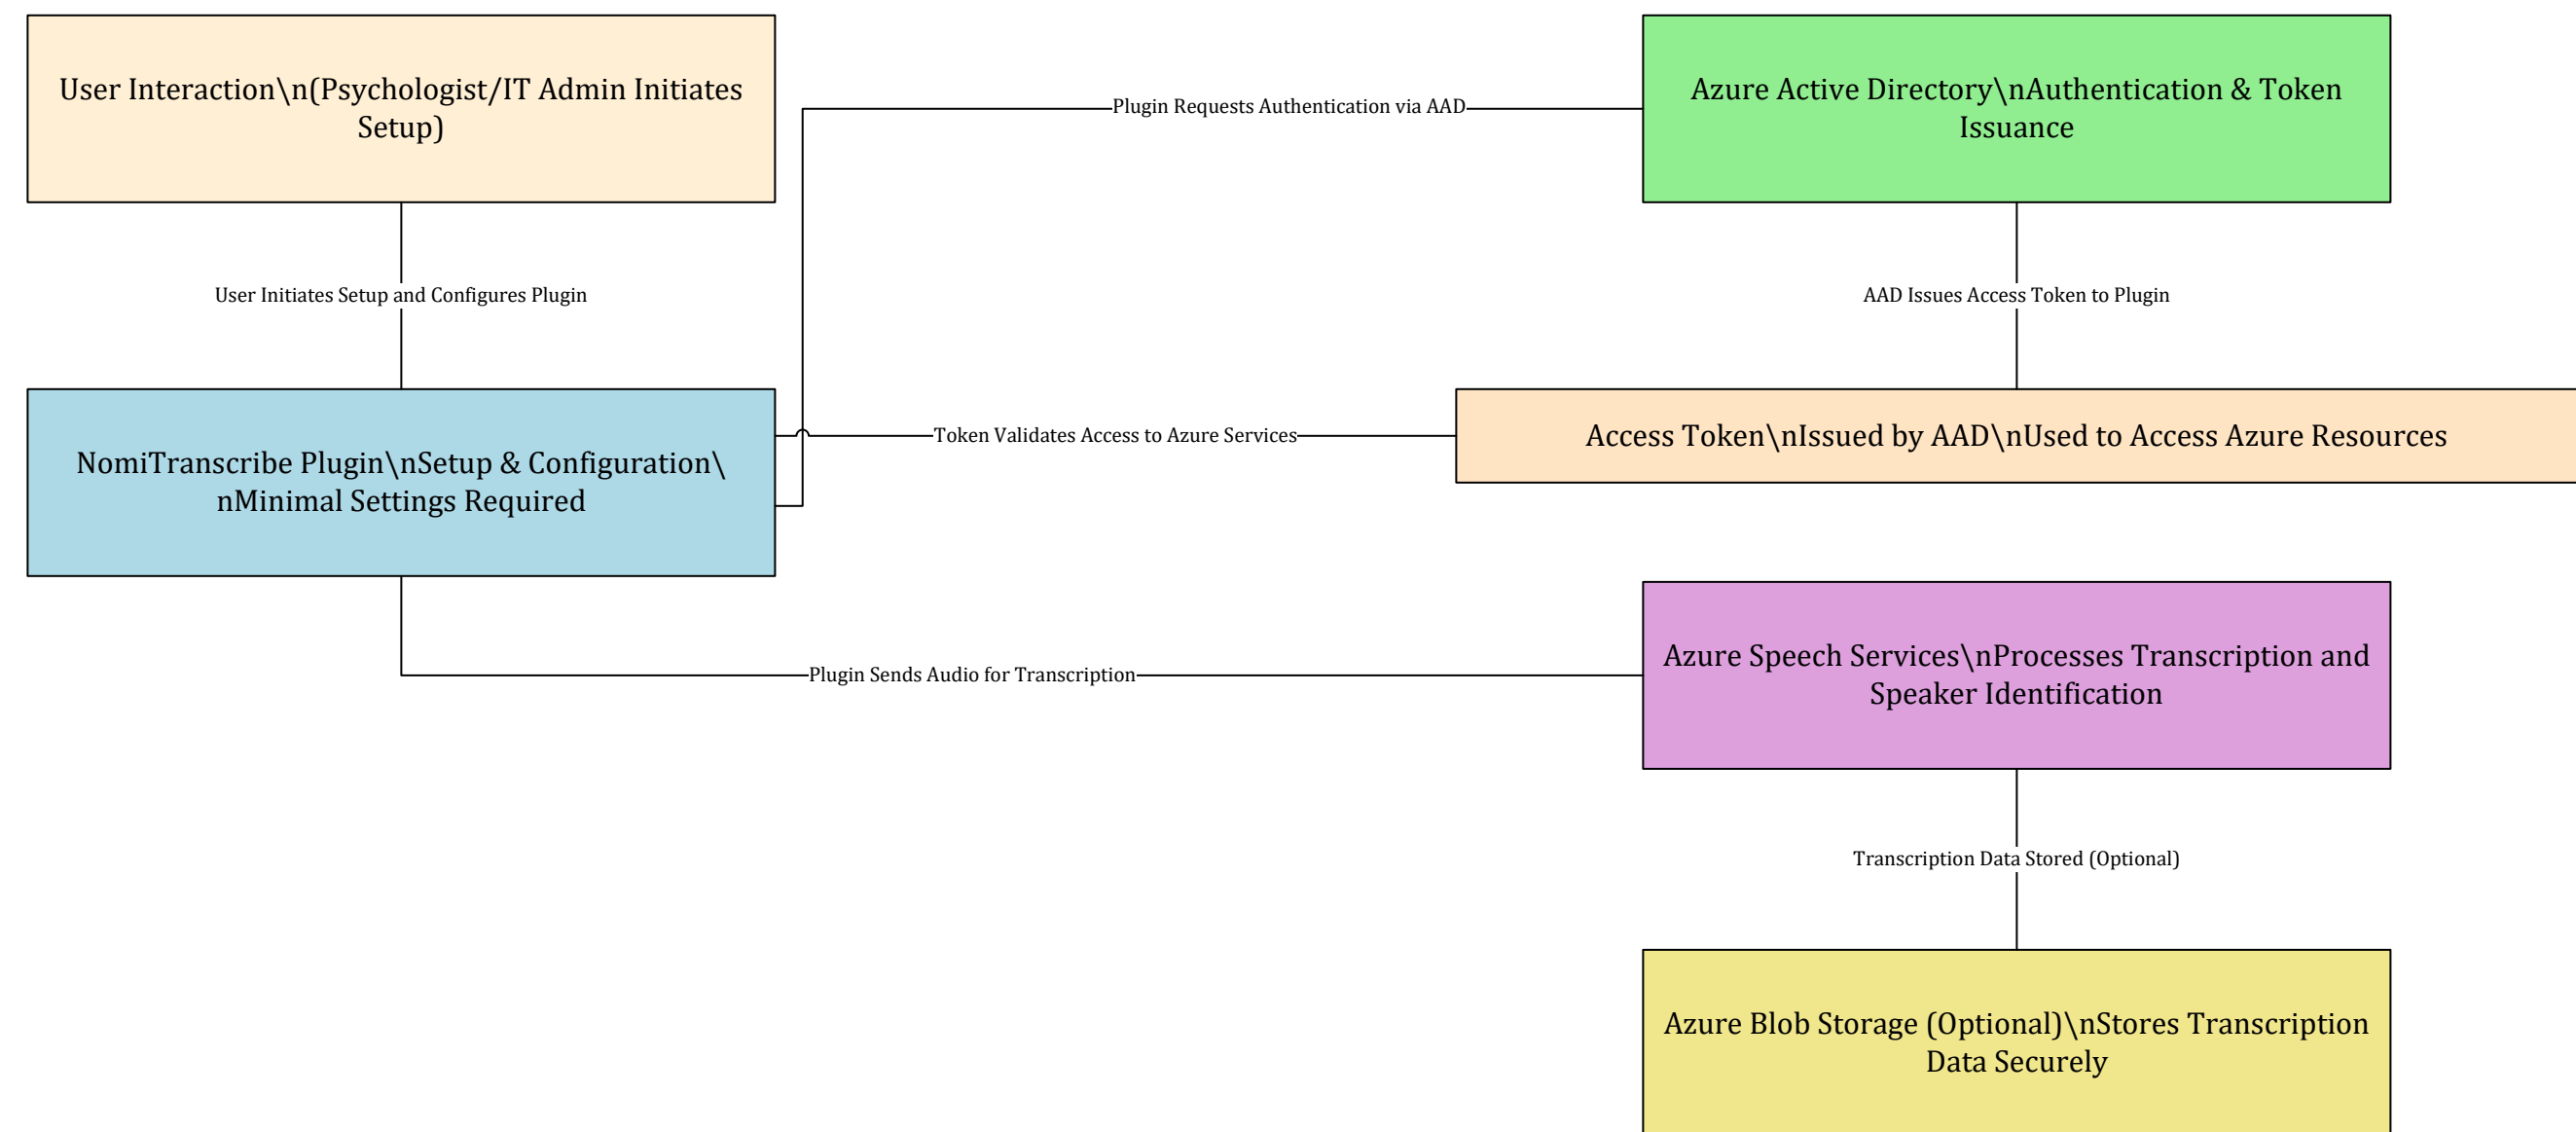 User Interaction\n(Psychologist/IT Admin Initiates
Setup)
Azure Active Directory\nAuthentication & Token
Issuance
Plugin Requests Authentication via AAD
User Initiates Setup and Configures Plugin
AAD Issues Access Token to Plugin
NomiTranscribe Plugin\nSetup & Configuration\
nMinimal Settings Required
Token Validates Access to Azure Services
Access Token\nIssued by AAD\nUsed to Access Azure Resources
Plugin Sends Audio for Transcription
Azure Speech Services\nProcesses Transcription and
Speaker Identification
Transcription Data Stored (Optional)
Azure Blob Storage (Optional)\nStores Transcription
Data Securely